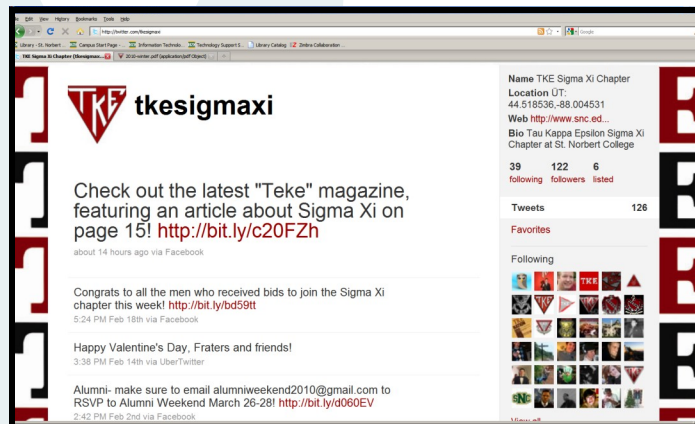 File Edit View History Bookmarks Tools Help
http://twitter.com/tkesigmaxi
Google
Library - St. Norbert ... Campus Start Page - ... Information Technolo... Technology Support S... Library Catalog Zimbra Collaboration ...
TKE Sigma Xi Chapter (tkesigmax... 2010-winter.pdf (application/pdf Object)
TKE
tkesigmaxi
Check out the latest "Teke" magazine,
featuring an article about Sigma Xi on
page 15! http://bit.ly/c20FZh
about 14 hours ago via Facebook
Congrats to all the men who received bids to join the Sigma Xi
chapter this week! http://bit.ly/bd59tt
5:24 PM Feb 18th via Facebook
Happy Valentine's Day, Fraters and friends!
3:38 PM Feb 14th via UberTwitter
Alumni- make sure to email alumniweekend2010@gmail.com to
RSVP to Alumni Weekend March 26-28! http://bit.ly/d060EV
2:42 PM Feb 2nd via Facebook
Name TKE Sigma Xi Chapter
Location ÜT:
44.518536,-88.004531
Web http://www.snc.ed...
Bio Tau Kappa Epsilon Sigma Xi
Chapter at St. Norbert College
39 122 6
following followers listed
Tweets 126
Favorites
Following
TKE
TKE
SNC
View all...